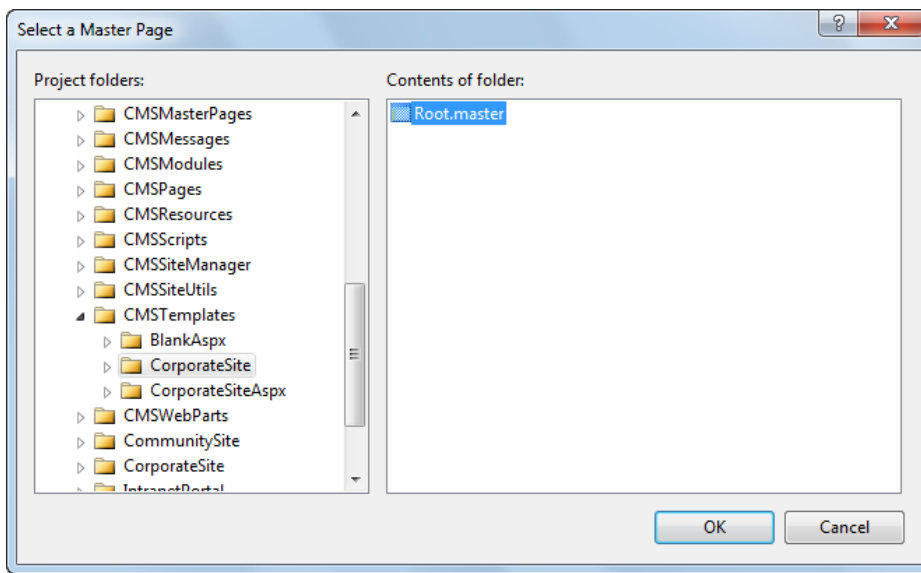 Select a Master Page
Project folders:
Contents of folder:
CMSMasterPages
CMSMessages
CMSModules
CMSPages
CMSResources
CMSScripts
CMSSiteManager
CMSSiteUtils
CMSTemplates
BlankAspx
CorporateSite
CorporateSiteAspx
CMSWebParts
CommunitySite
CorporateSite
IntranetPortal
Root.master
OK
Cancel